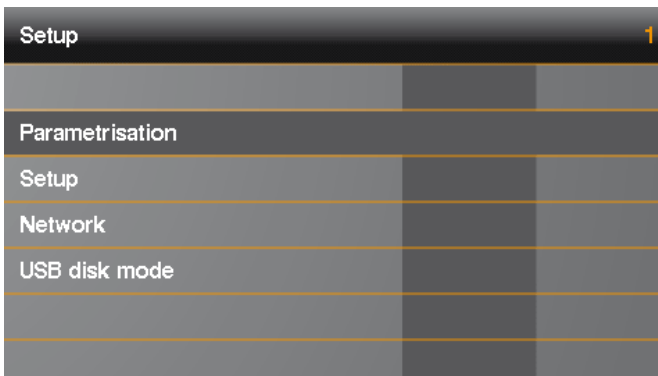 Setup 1
Parametrisation
Setup
Network
USB disk mode